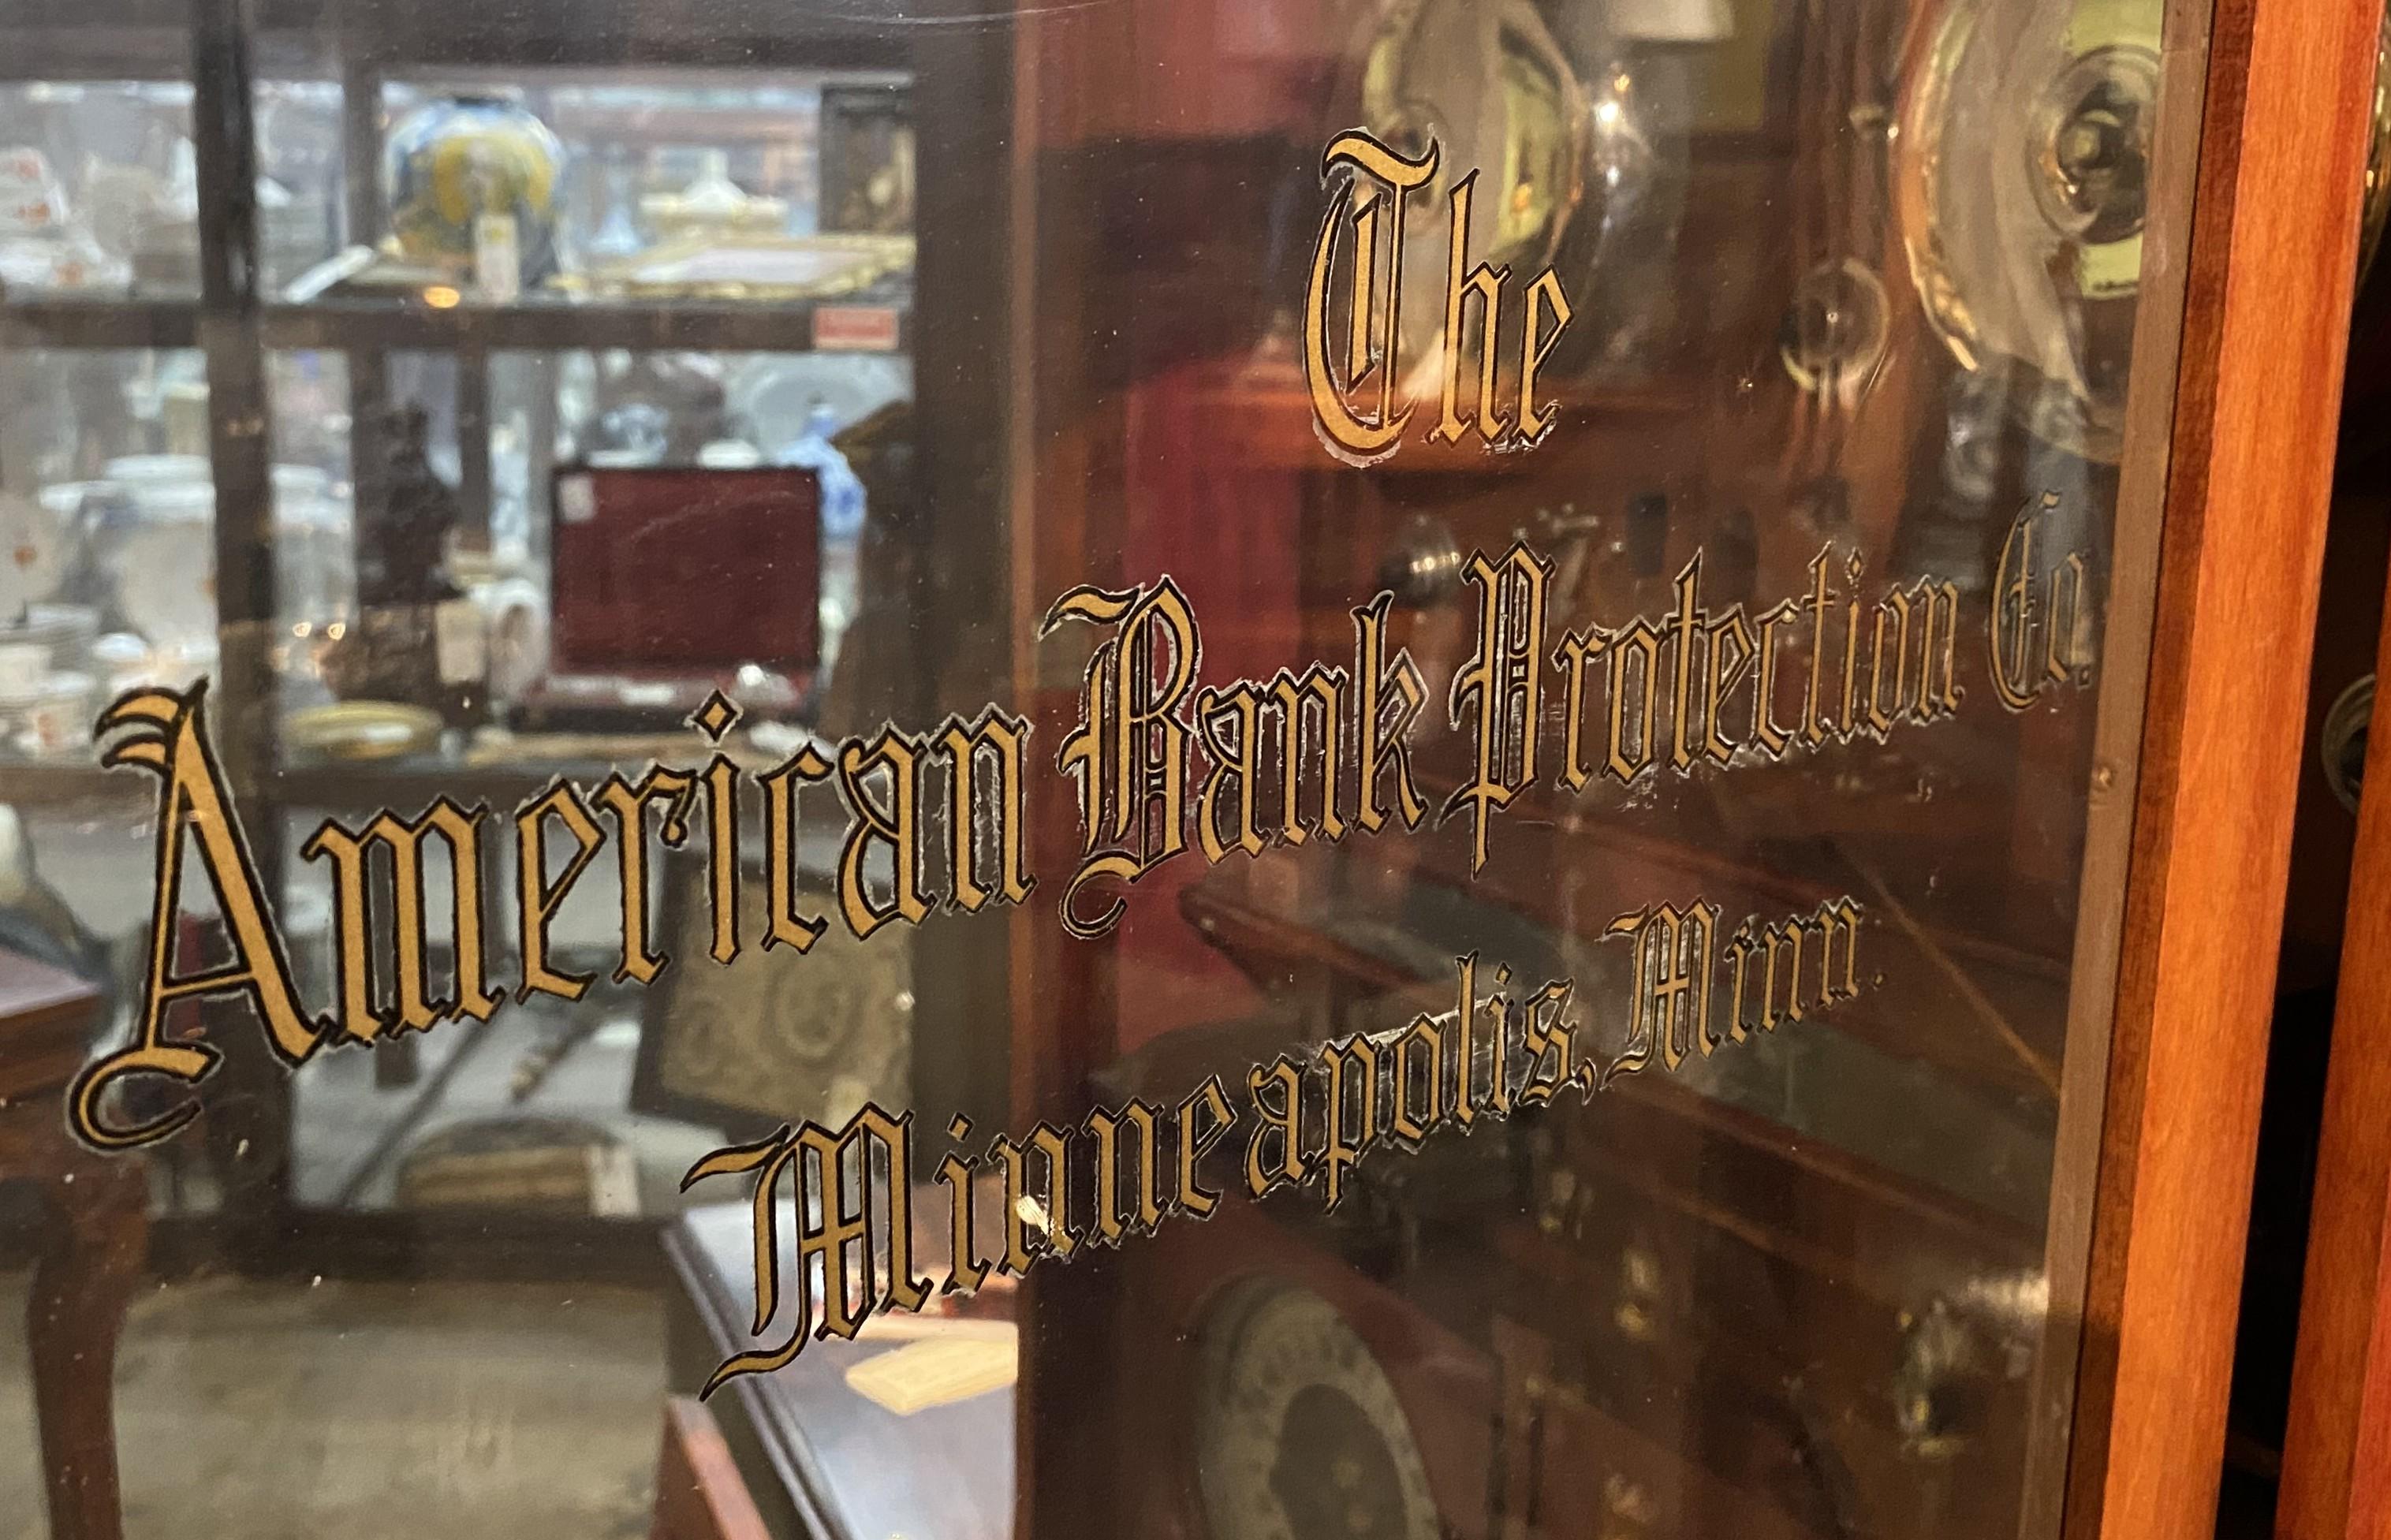 The
American Bank Protection Co.
Minneapolis, Minn.